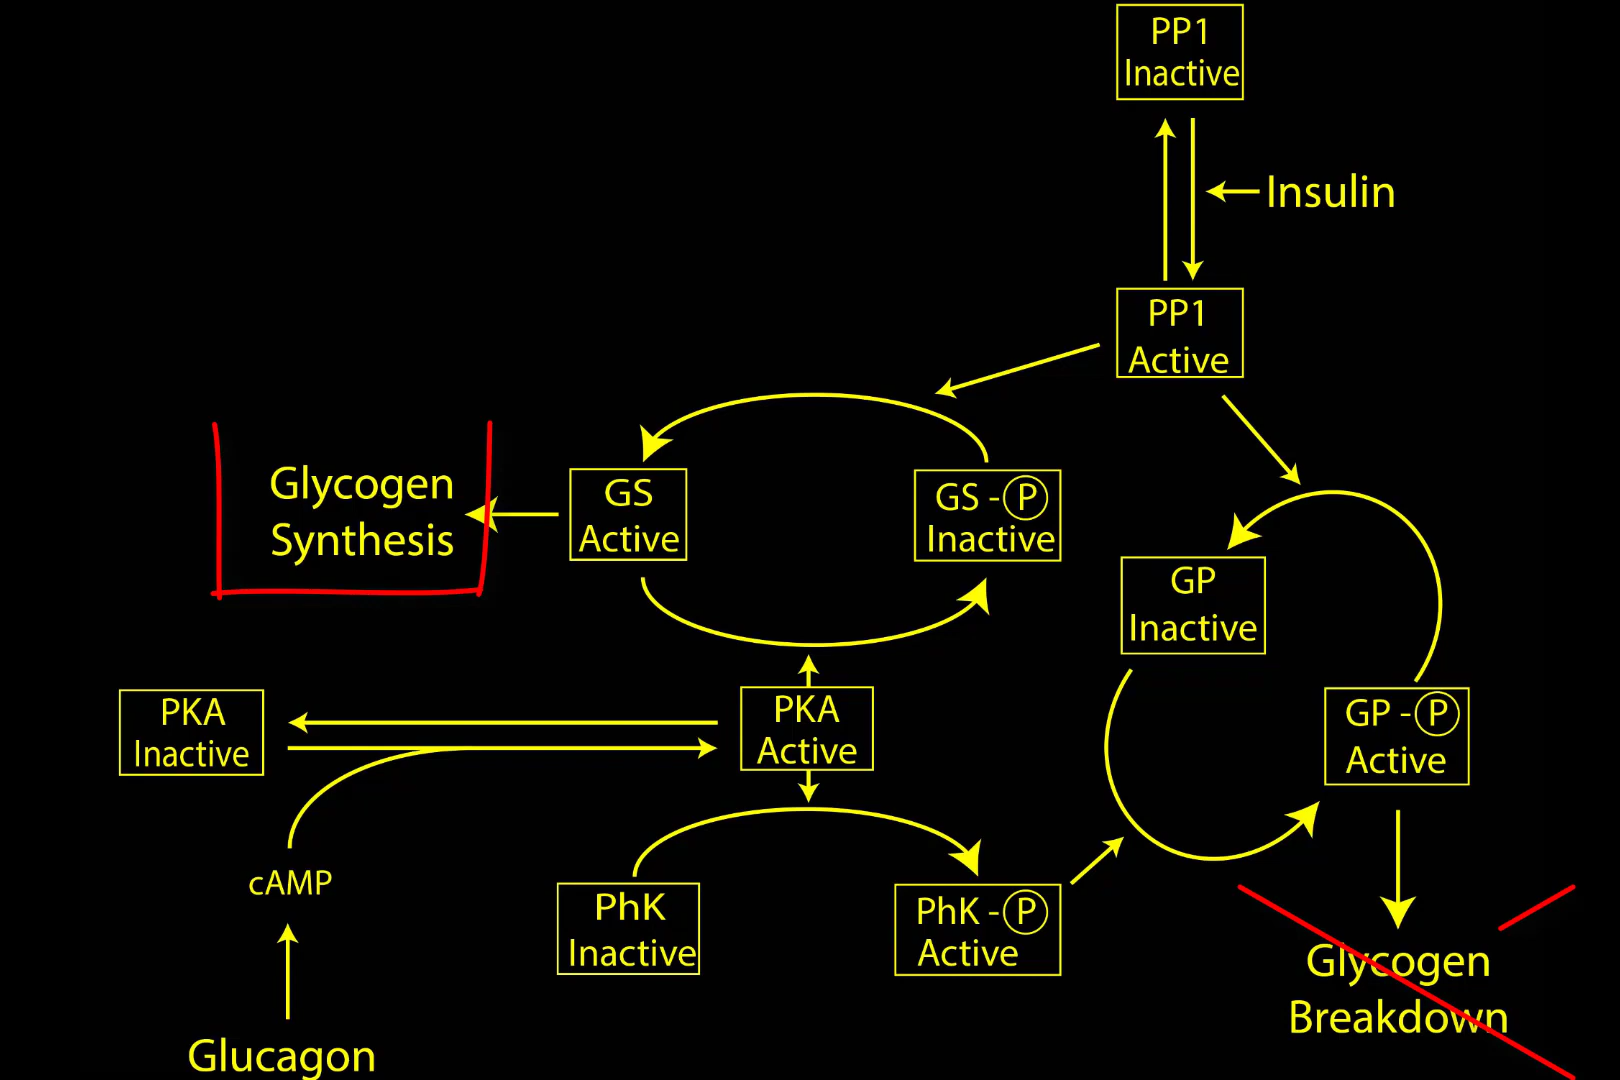 PP1
Inactive
Insulin
PP1
Active
Glycogen
Synthesis
GS
Active
GS - P
Inactive
GP
Inactive
PKA
Inactive
PKA
Active
GP - P
Active
cAMP
PhK
Inactive
PhK - P
Active
Glycogen
Breakdown
Glucagon